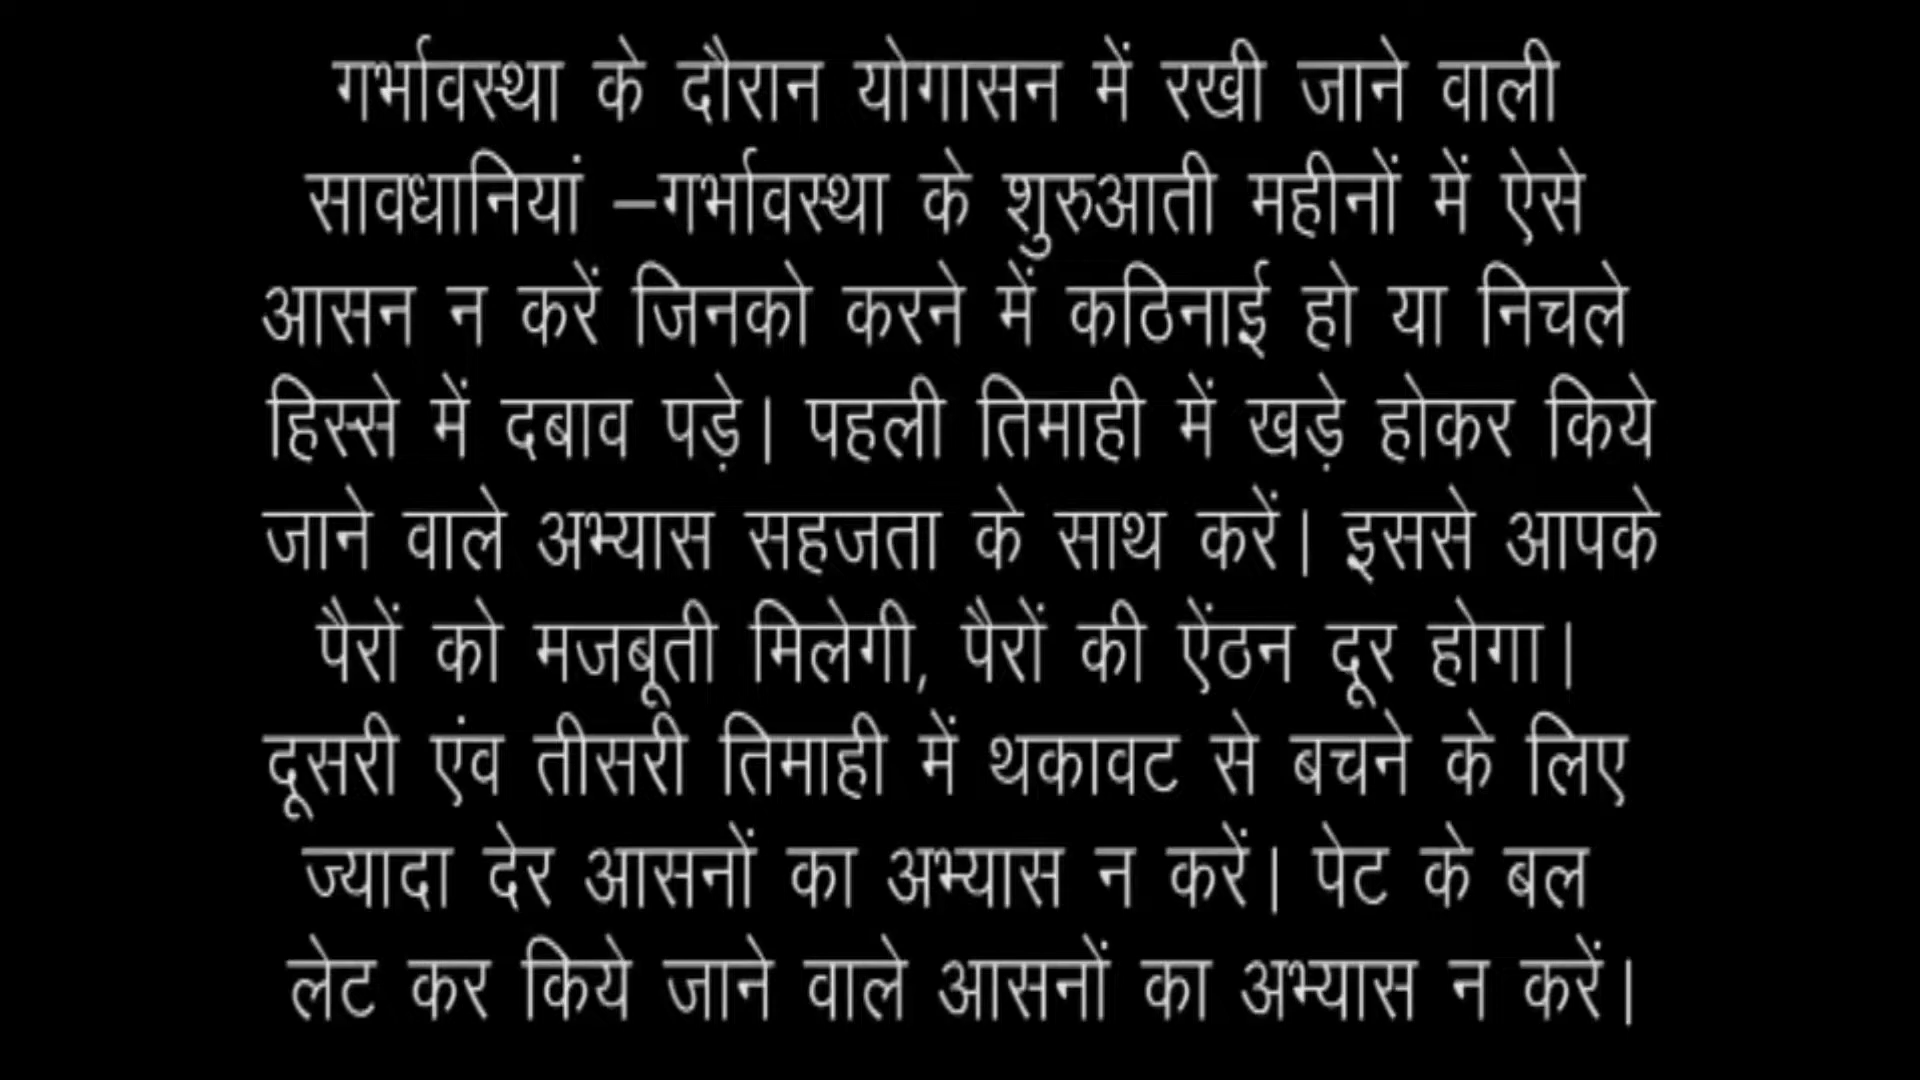 गर्भावस्था के दौरान योगासन में रखी जाने वाली
सावधानियां –गर्भावस्था के शुरुआती महीनों में ऐसे
आसन न करें जिनको करने में कठिनाई हो या निचले
हिस्से में दबाव पड़े। पहली तिमाही में खड़े होकर किये
जाने वाले अभ्यास सहजता के साथ करें। इससे आपके
पैरों को मजबूती मिलेगी, पैरों की ऐंठन दूर होगा।
दूसरी एंव तीसरी तिमाही में थकावट से बचने के लिए
ज्यादा देर आसनों का अभ्यास न करें। पेट के बल
लेट कर किये जाने वाले आसनों का अभ्यास न करें।